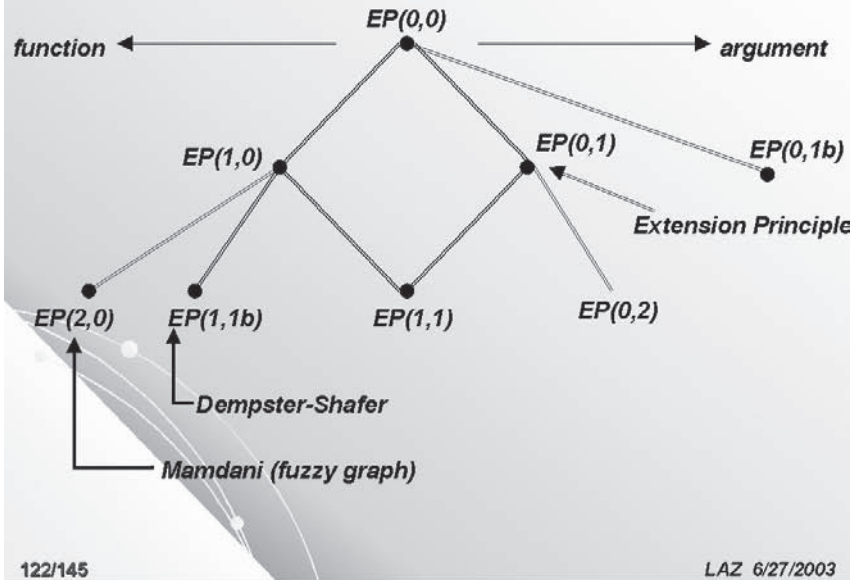 EP(0,0)
function
argument
EP(1,0)
EP(0,1)
EP(0,1b)
Extension Principle
EP(2,0)
EP(1,1b)
EP(1,1)
EP(0,2)
Dempster-Shafer
Mamdani (fuzzy graph)
122/145
LAZ 6/27/2003